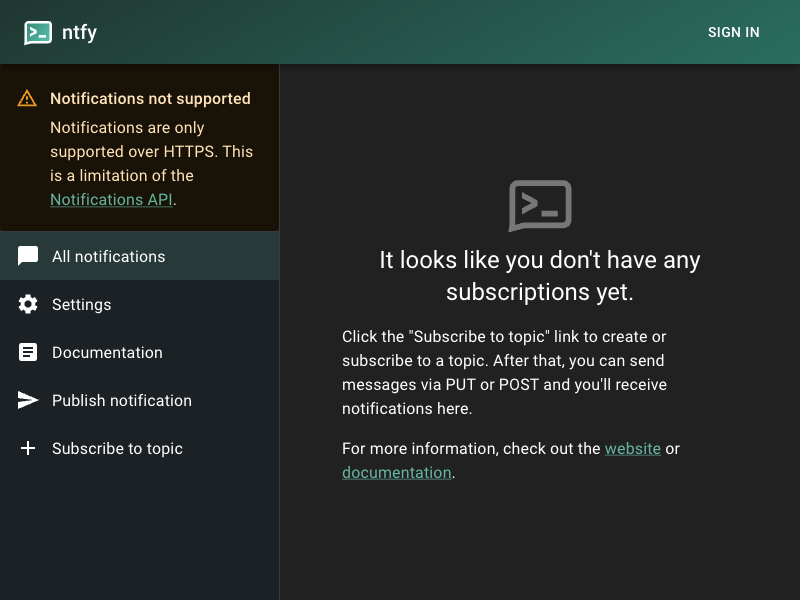 ntfy
SIGN IN
Notifications not supported
Notifications are only
supported over HTTPS. This
is a limitation of the
Notifications API.
All notifications
Settings
Documentation
Publish notification
Subscribe to topic
It looks like you don't have any
subscriptions yet.
Click the "Subscribe to topic" link to create or
subscribe to a topic. After that, you can send
messages via PUT or POST and you'll receive
notifications here.
For more information, check out the website or
documentation.